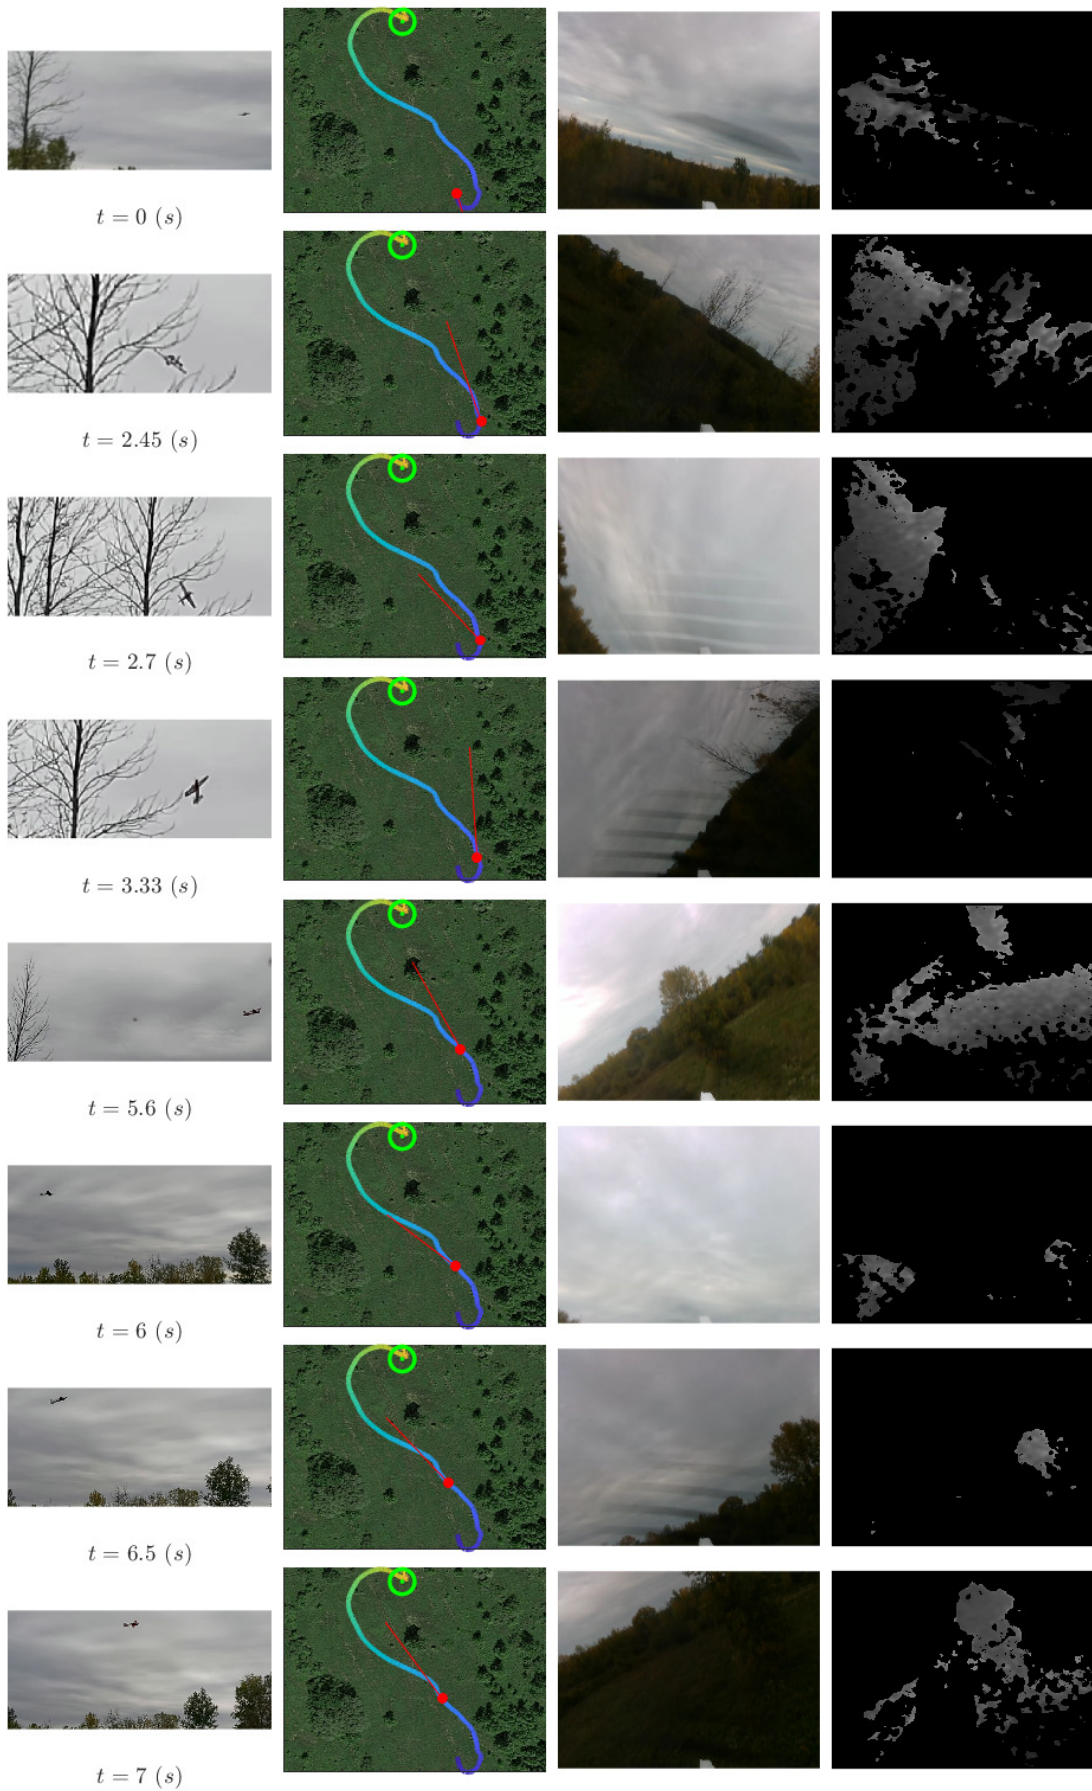 t = 0 (s)
t = 2.45 (s)
t = 2.7 (s)
t = 3.33 (s)
t = 5.6 (s)
t = 6 (s)
t = 6.5 (s)
t = 7 (s)